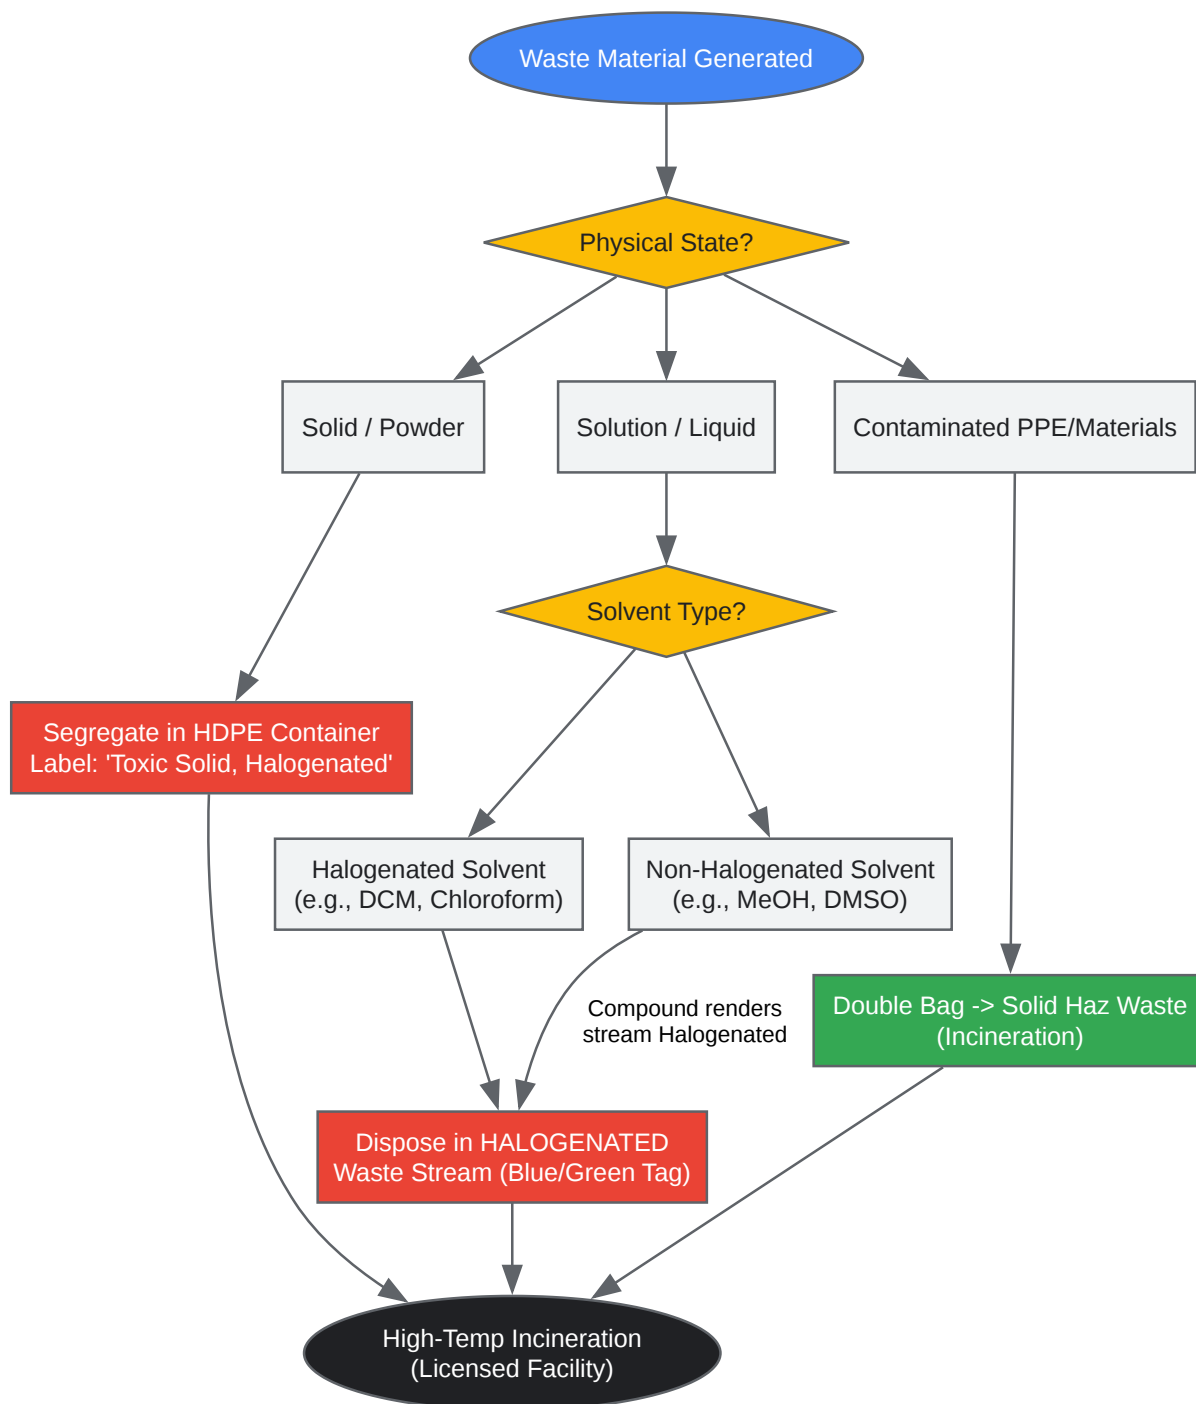 Waste Material Generated
Physical State?
Solid / Powder
Solution / Liquid
Contaminated PPE/Materials
Solvent Type?
Segregate in HDPE Container
Label: 'Toxic Solid, Halogenated'
Halogenated Solvent
(e.g., DCM, Chloroform)
Non-Halogenated Solvent
(e.g., MeOH, DMSO)
Compound renders
stream Halogenated
Double Bag -> Solid Haz Waste
(Incineration)
Dispose in HALOGENATED
Waste Stream (Blue/Green Tag)
High-Temp Incineration
(Licensed Facility)